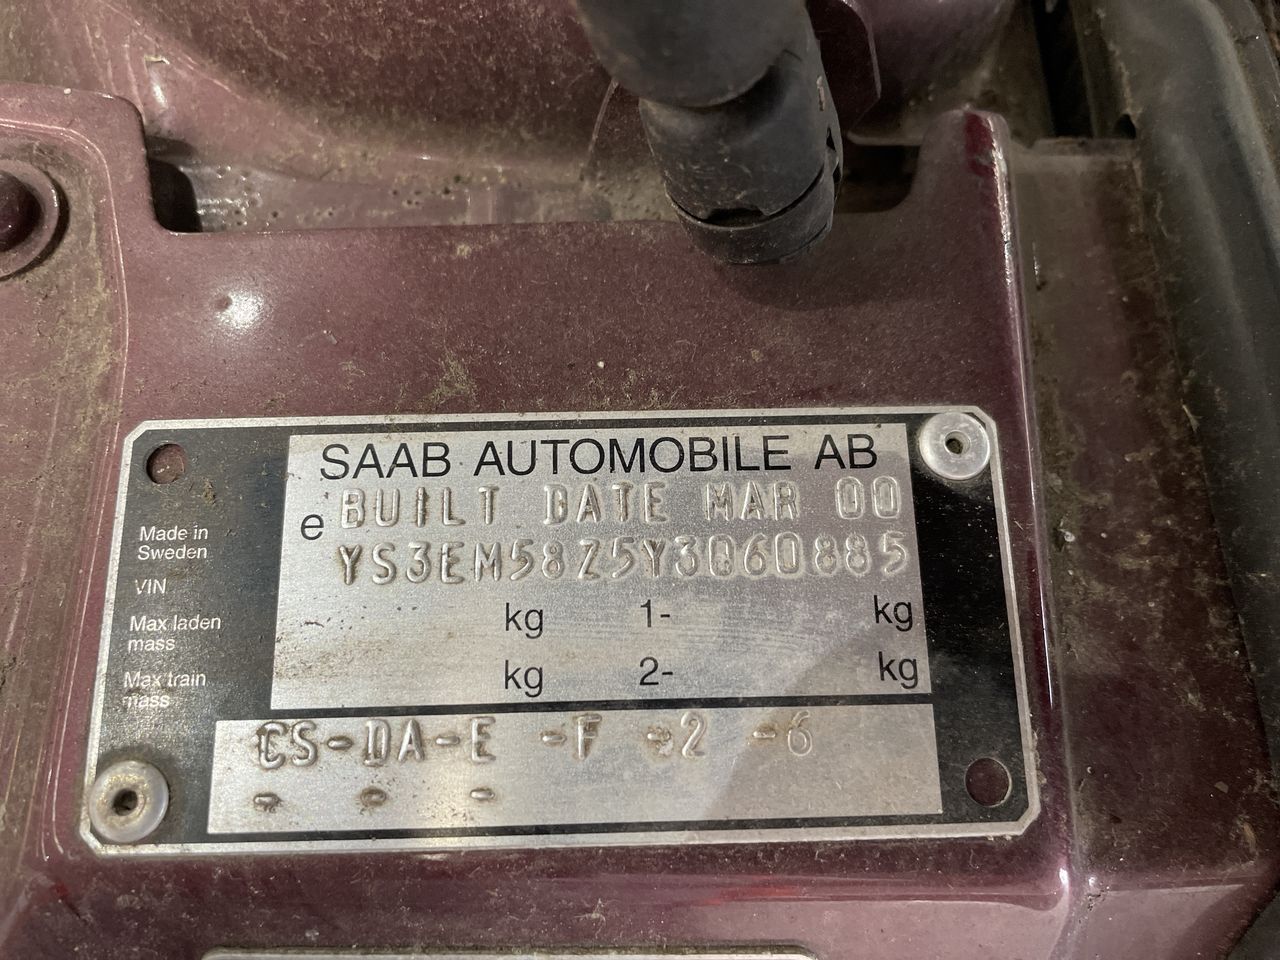 SAAB AUTOMOBILE AB
e BUILT DATE MAR 00
Made in
Sweden
VIN YS3EM58Z5Y3060885
Max laden
mass kg 1- kg
Max train
mass kg 2- kg
CS-DA-E -F -2 -6
- - -